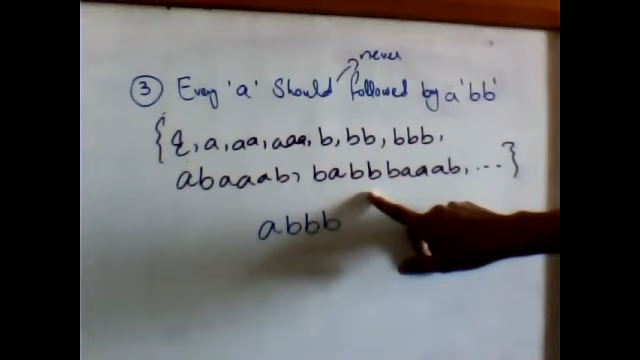 never
③ Every 'a' Should followed by a 'bb'
{ε, a, aa, aaa, b, bb, bbb,
abaaab, babbbaaab, ...}
abbb